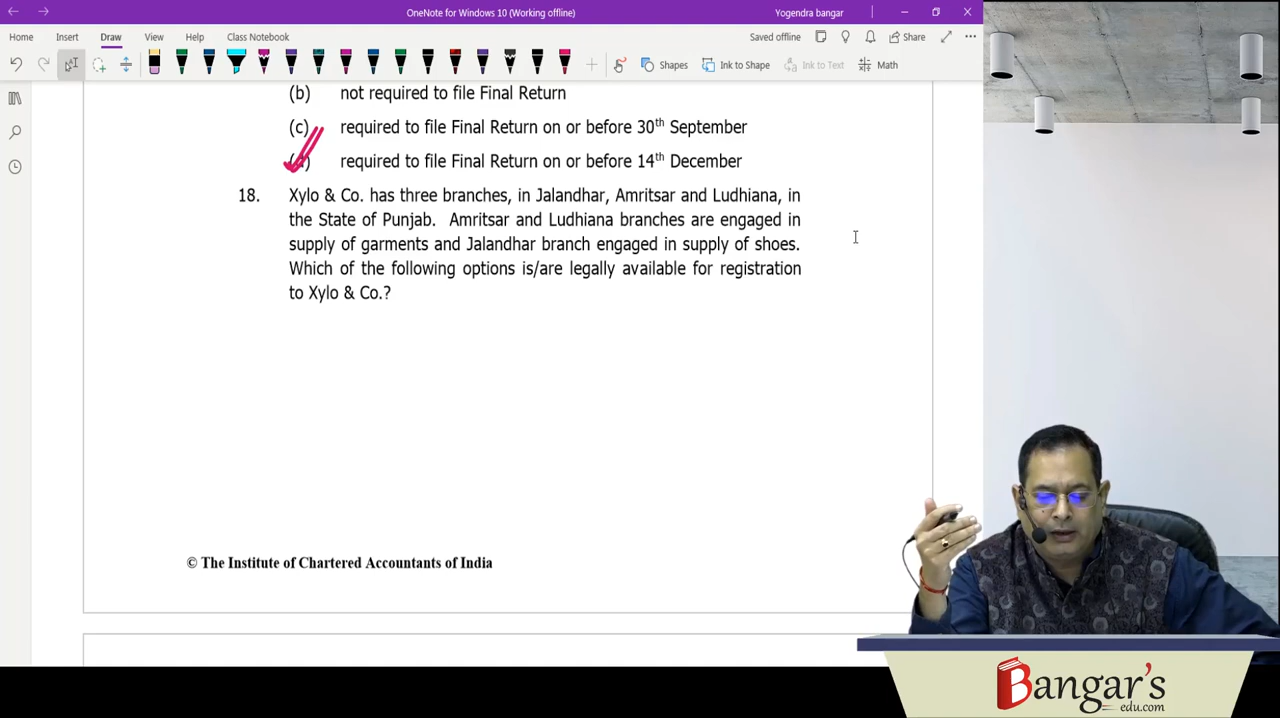 OneNote for Windows 10 (Working offline)
Yogendra bangar
Home Insert Draw View Help Class Notebook
Saved offline
Share
Shapes
Ink to Shape
Ink to Text
Math
(b) not required to file Final Return
(c) required to file Final Return on or before 30th September
(d) required to file Final Return on or before 14th December
18. Xylo & Co. has three branches, in Jalandhar, Amritsar and Ludhiana, in
the State of Punjab. Amritsar and Ludhiana branches are engaged in
supply of garments and Jalandhar branch engaged in supply of shoes.
Which of the following options is/are legally available for registration
to Xylo & Co.?
© The Institute of Chartered Accountants of India
Bangar's
edu.com